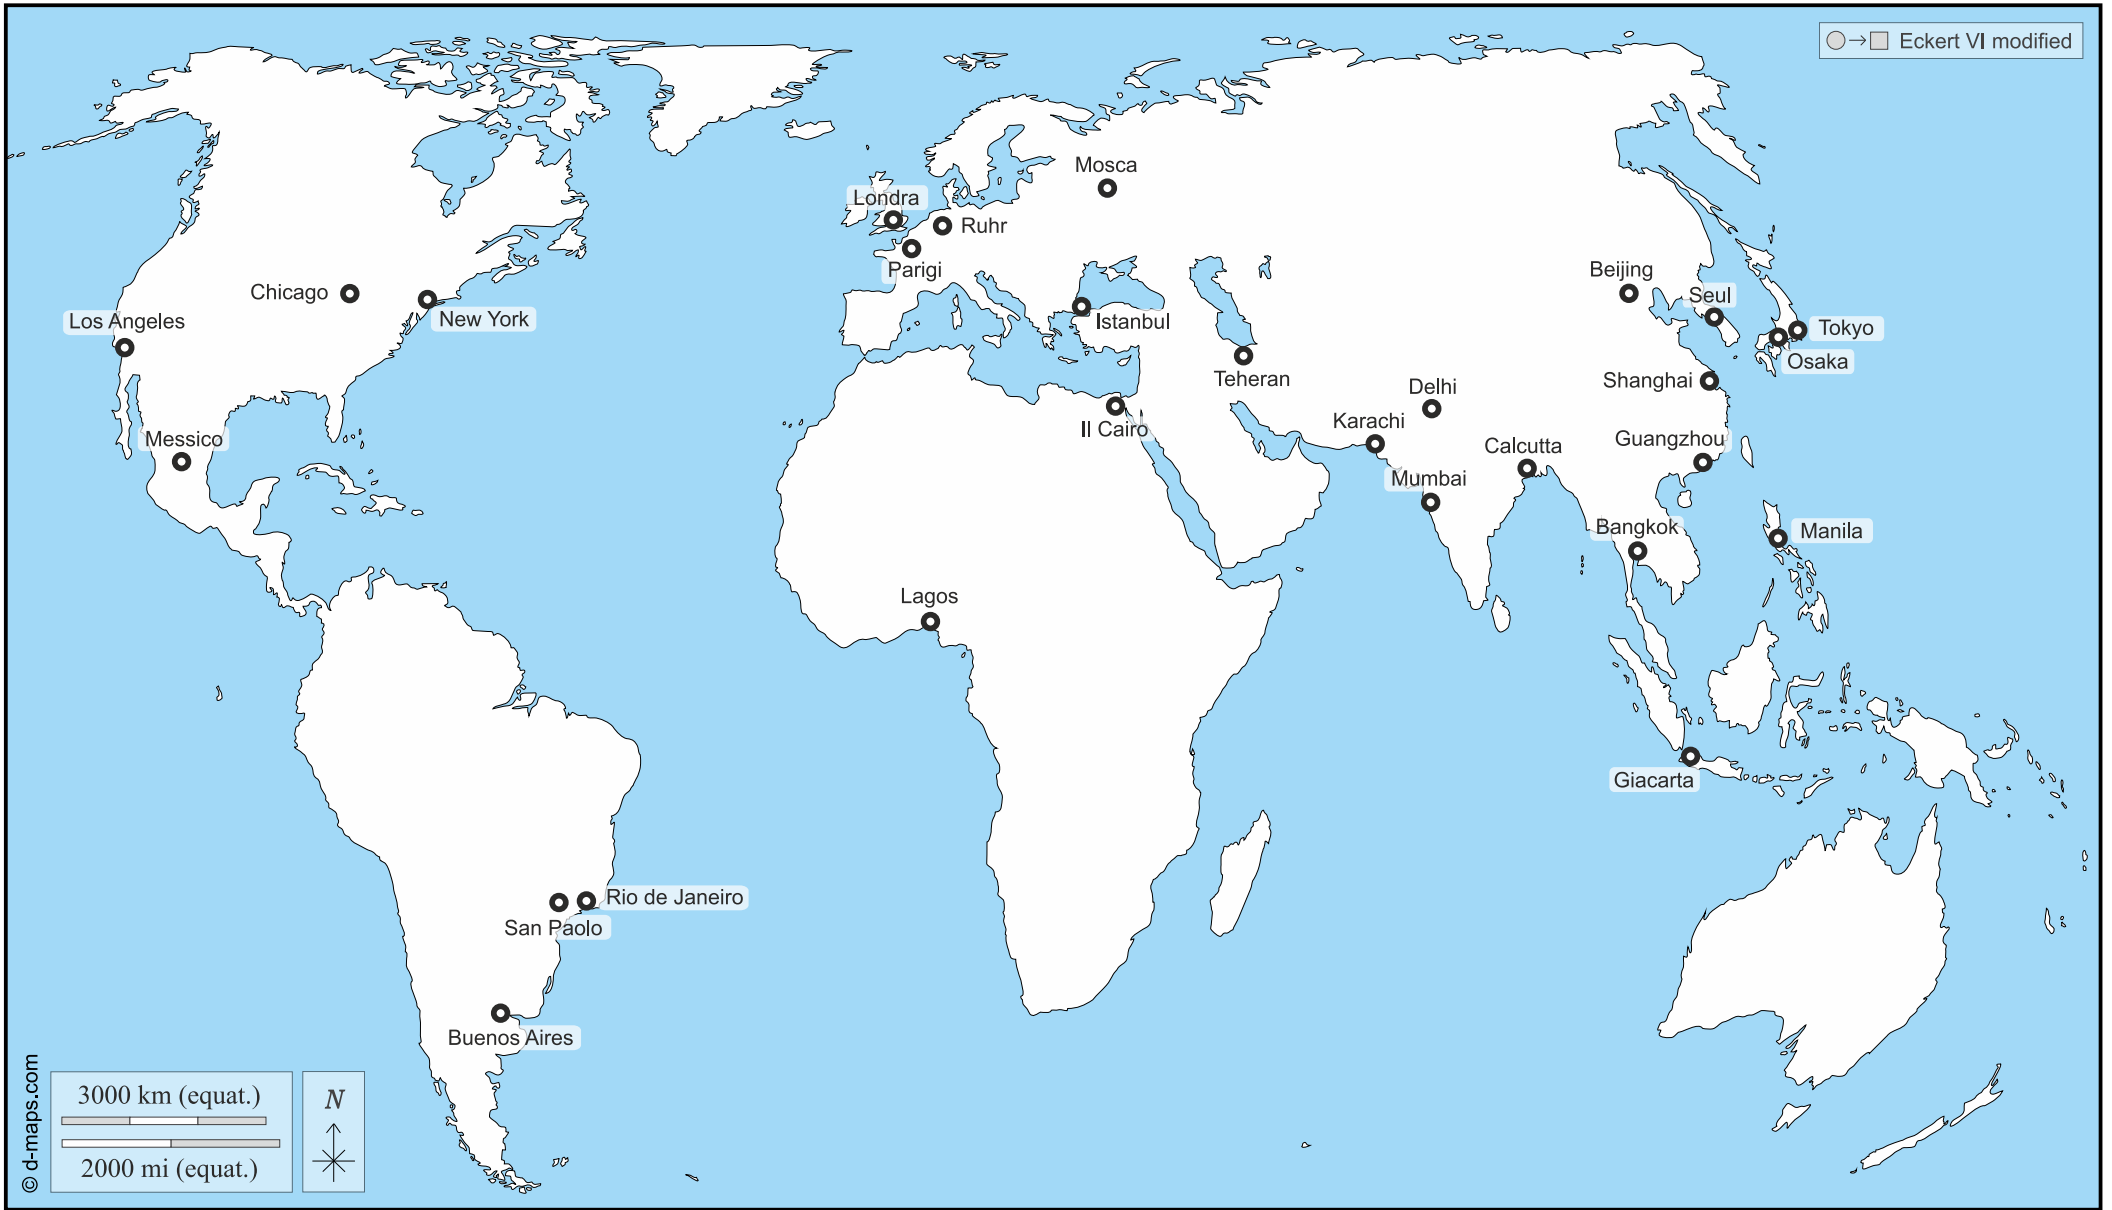 Eckert VI modified
Mosca
Londra
Ruhr
Parigi
Beijing
Chicago
Seul
Los Angeles
New York
Istanbul
Tokyo
Osaka
Teheran
Shanghai
Delhi
Karachi
Il Cairo
Messico
Guangzhou
Calcutta
Mumbai
Bangkok
Manila
Lagos
Giacarta
Rio de Janeiro
San Paolo
Buenos Aires
© d-maps.com
3000 km (equat.)
2000 mi (equat.)
N